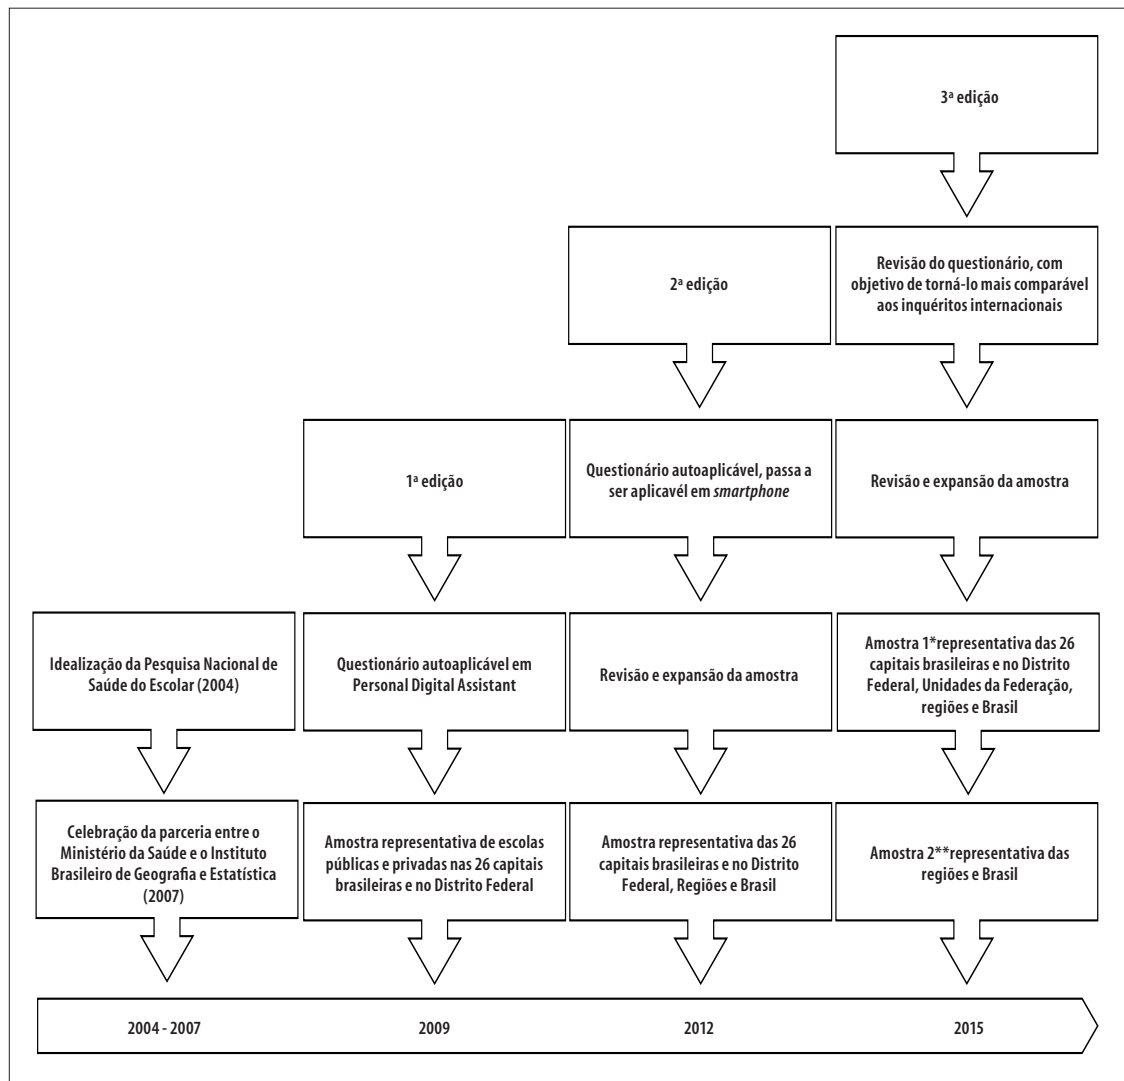 3ª edição
2ª edição
Revisão do questionário, com
objetivo de torná-lo mais comparável
aos inquéritos internacionais
1ª edição
Questionário autoaplicável, passa a
ser aplicavél em smartphone
Revisão e expansão da amostra
Idealização da Pesquisa Nacional de
Saúde do Escolar (2004)
Questionário autoaplicável em
Personal Digital Assistant
Revisão e expansão da amostra
Amostra 1*representativa das 26
capitais brasileiras e no Distrito
Federal, Unidades da Federação,
regiões e Brasil
Celebração da parceria entre o
Ministério da Saúde e o Instituto
Brasileiro de Geografia e Estatística
(2007)
Amostra representativa de escolas
públicas e privadas nas 26 capitais
brasileiras e no Distrito Federal
Amostra representativa das 26
capitais brasileiras e no Distrito
Federal, Regiões e Brasil
Amostra 2**representativa das
regiões e Brasil
2004 - 2007
2009
2012
2015